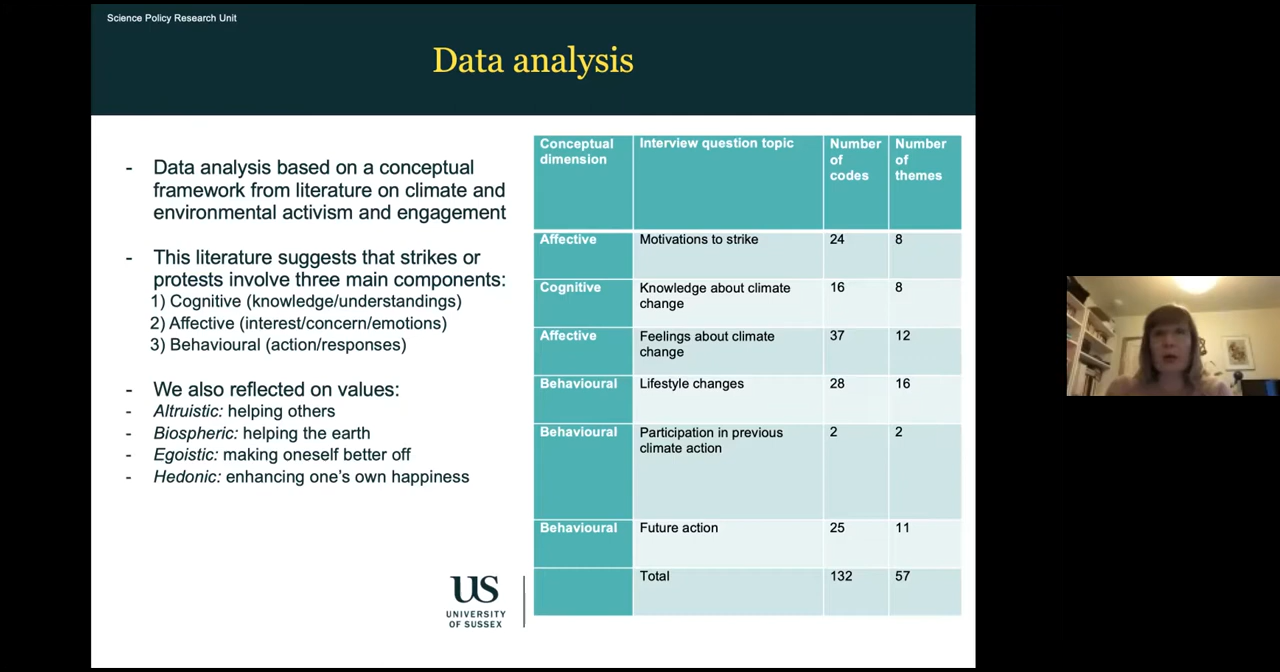 Science Policy Research Unit
Data analysis
- Data analysis based on a conceptual
framework from literature on climate and
environmental activism and engagement
- This literature suggests that strikes or
protests involve three main components:
1) Cognitive (knowledge/understandings)
2) Affective (interest/concern/emotions)
3) Behavioural (action/responses)
- We also reflected on values:
- Altruistic: helping others
- Biospheric: helping the earth
- Egoistic: making oneself better off
- Hedonic: enhancing one’s own happiness
US
UNIVERSITY
OF SUSSEX
Conceptual dimension Interview question topic Number of codes Number of themes
Affective Motivations to strike 24 8
Cognitive Knowledge about climate change 16 8
Affective Feelings about climate change 37 12
Behavioural Lifestyle changes 28 16
Behavioural Participation in previous climate action 2 2
Behavioural Future action 25 11
Total 132 57